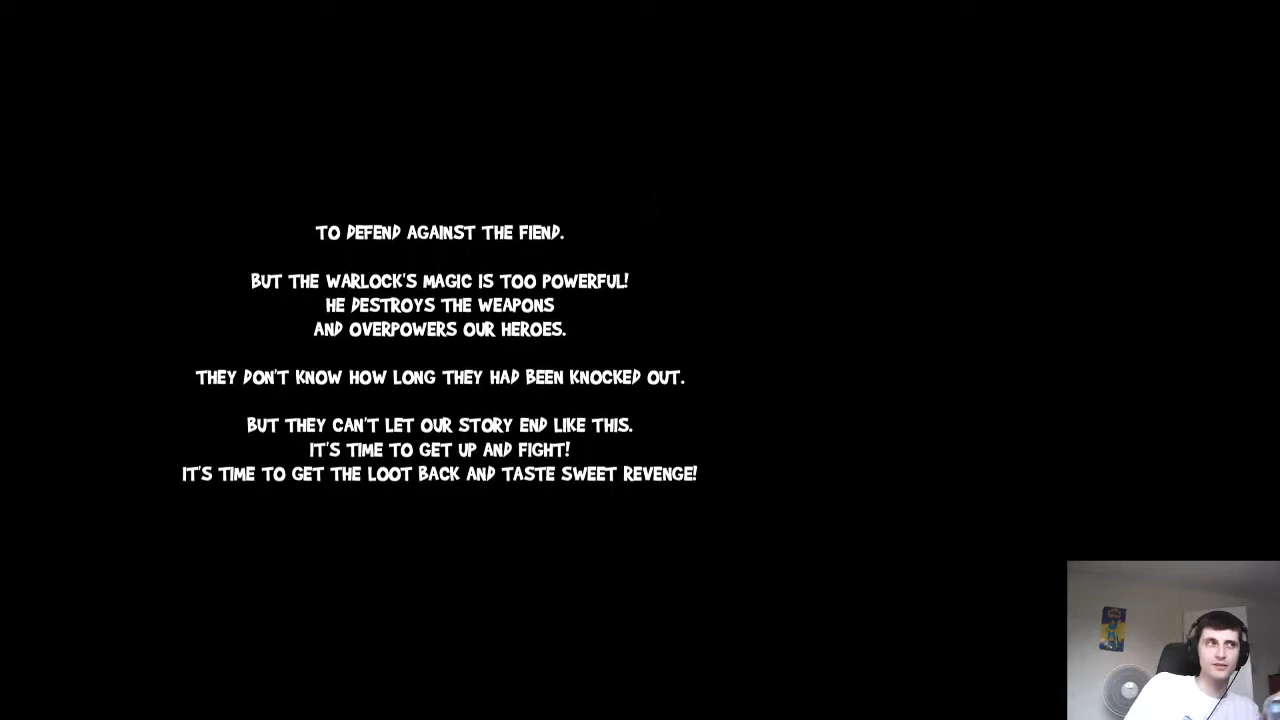 TO DEFEND AGAINST THE FIEND.
BUT THE WARLOCK'S MAGIC IS TOO POWERFUL!
HE DESTROYS THE WEAPONS
AND OVERPOWERS OUR HEROES.
THEY DON'T KNOW HOW LONG THEY HAD BEEN KNOCKED OUT.
BUT THEY CAN'T LET OUR STORY END LIKE THIS.
IT'S TIME TO GET UP AND FIGHT!
IT'S TIME TO GET THE LOOT BACK AND TASTE SWEET REVENGE!